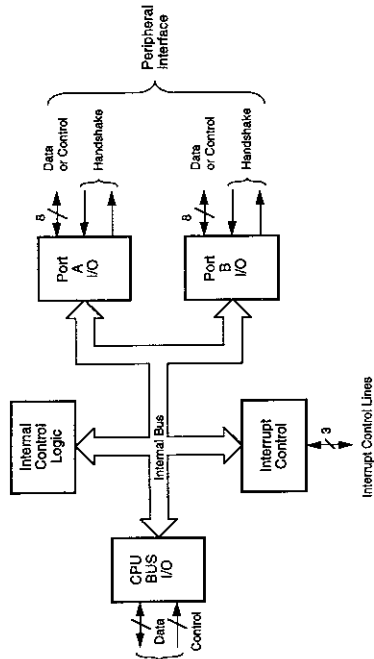 Internal
Control
Logic
CPU
BUS
I/O
Data
Control
Internal Bus
Interrupt
Control
3
Interrupt Control Lines
Port
A
I/O
8
Data
or Control
Handshake
Port
B
I/O
8
Data
or Control
Handshake
Peripheral
Interface